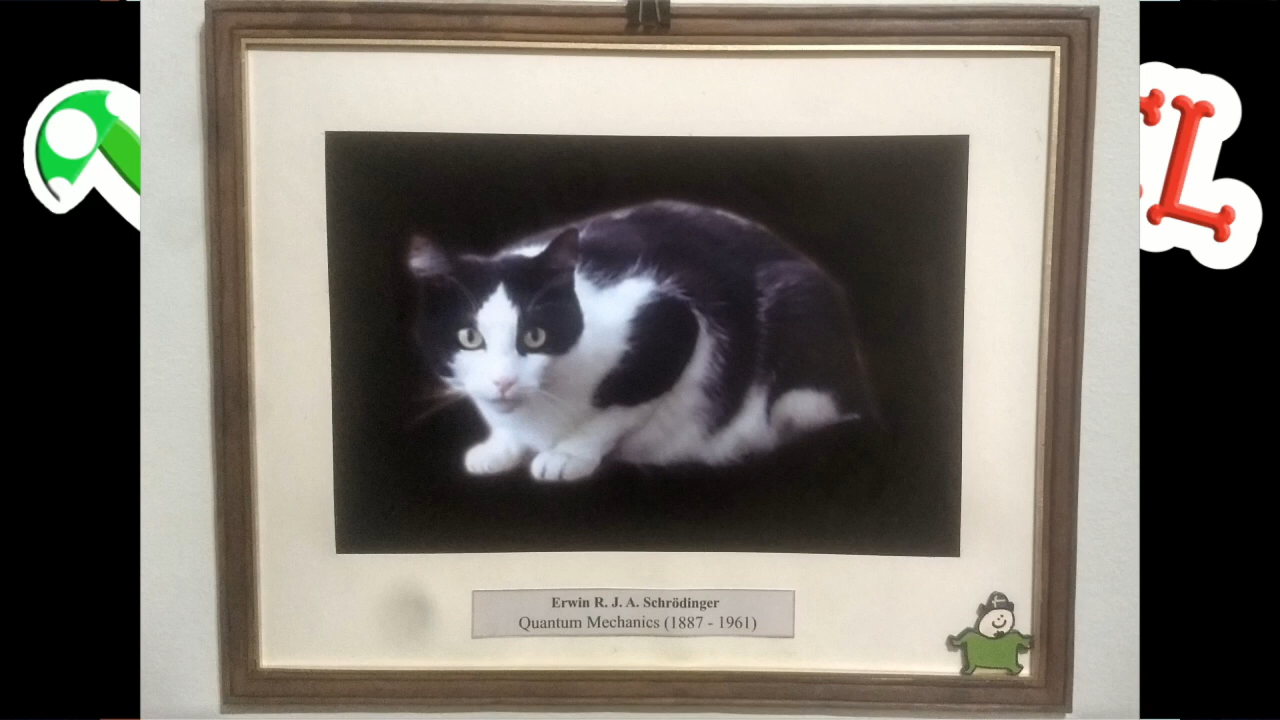 Erwin R. J. A. Schrödinger
Quantum Mechanics (1887 - 1961)